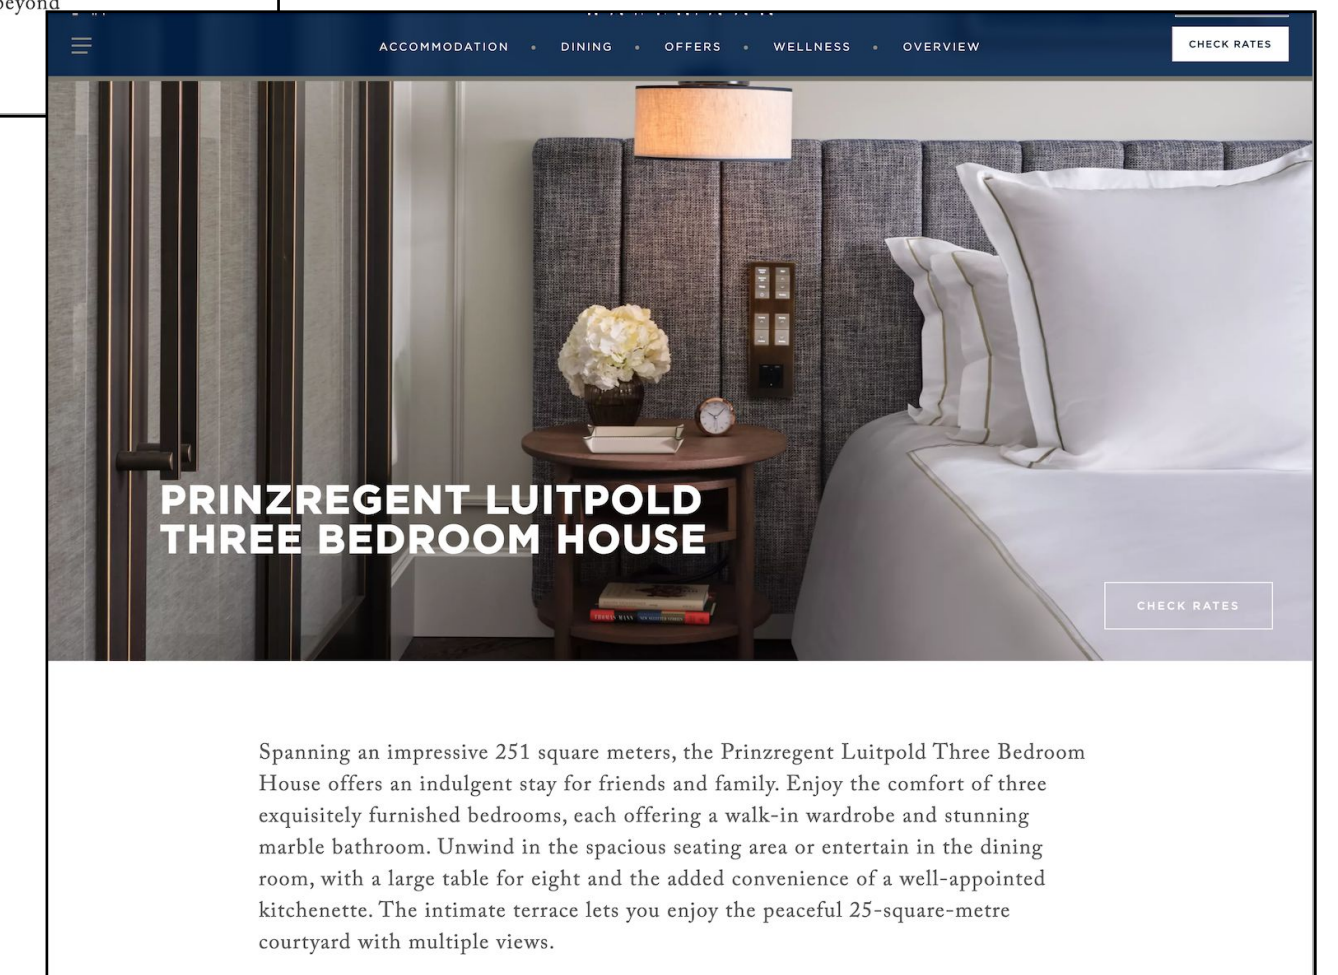 beyond
ACCOMMODATION • DINING • OFFERS • WELLNESS • OVERVIEW
CHECK RATES
PRINZREGENT LUITPOLD
THREE BEDROOM HOUSE
THOMAS MANN
CHECK RATES
Spanning an impressive 251 square meters, the Prinzregent Luitpold Three Bedroom
House offers an indulgent stay for friends and family. Enjoy the comfort of three
exquisitely furnished bedrooms, each offering a walk-in wardrobe and stunning
marble bathroom. Unwind in the spacious seating area or entertain in the dining
room, with a large table for eight and the added convenience of a well-appointed
kitchenette. The intimate terrace lets you enjoy the peaceful 25-square-metre
courtyard with multiple views.